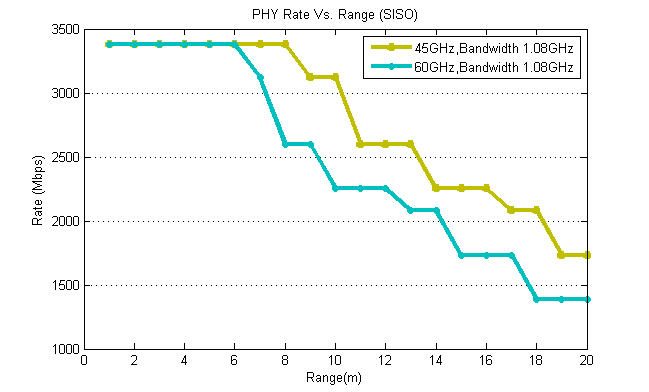 PHY Rate Vs. Range (SISO)
3500
45GHz,Bandwidth 1.08GHz
60GHz,Bandwidth 1.08GHz
3000
2500
2000
1500
1000
Rate (Mbps)
0 2 4 6 8 10 12 14 16 18 20
Range(m)